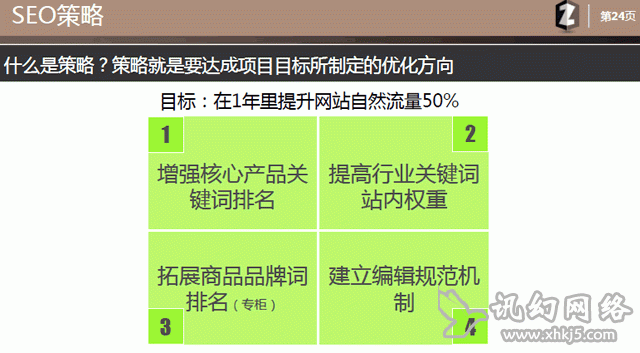 SEO策略
Z
第24页
什么是策略？策略就是要达成项目目标所制定的优化方向
目标：在1年里提升网站自然流量50%
1
增强核心产品关
键词排名
2
提高行业关键词
站内权重
拓展商品品牌词
排名（专柜）
3
建立编辑规范机
制
4
讯幻网络
www.xhkj5.com